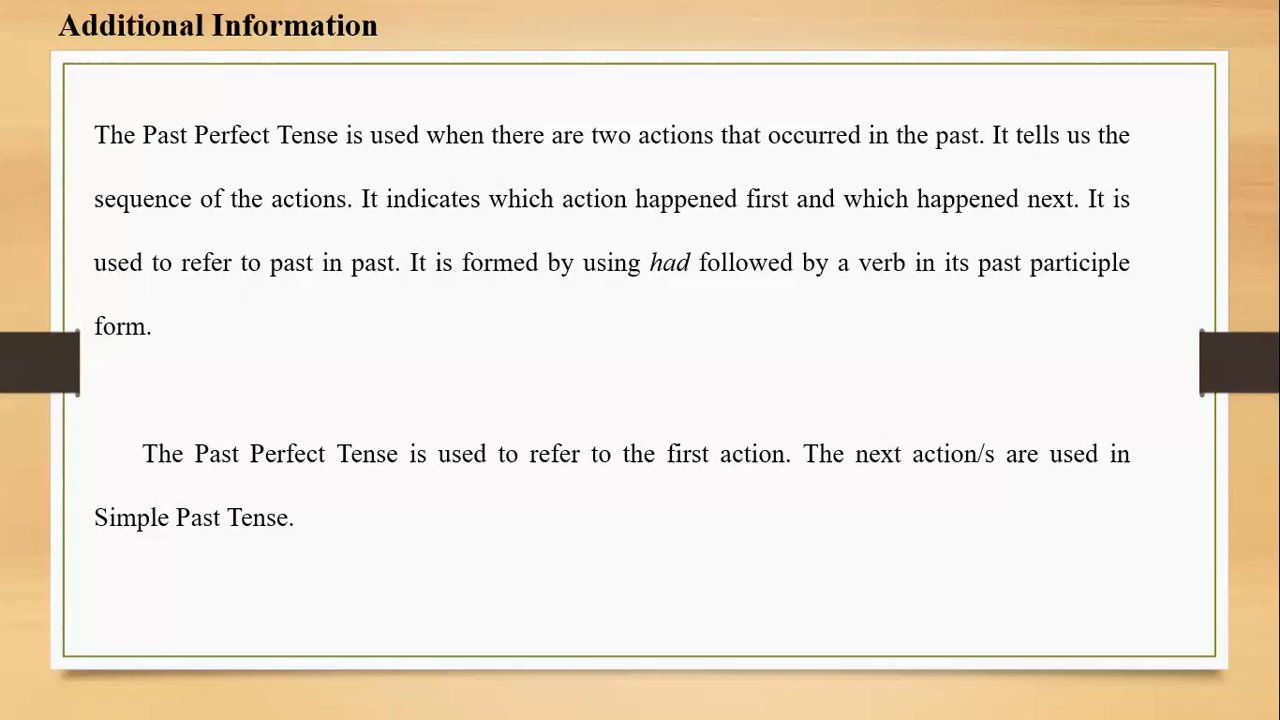 Additional Information
The Past Perfect Tense is used when there are two actions that occurred in the past. It tells us the
sequence of the actions. It indicates which action happened first and which happened next. It is
used to refer to past in past. It is formed by using had followed by a verb in its past participle
form.
The Past Perfect Tense is used to refer to the first action. The next action/s are used in
Simple Past Tense.